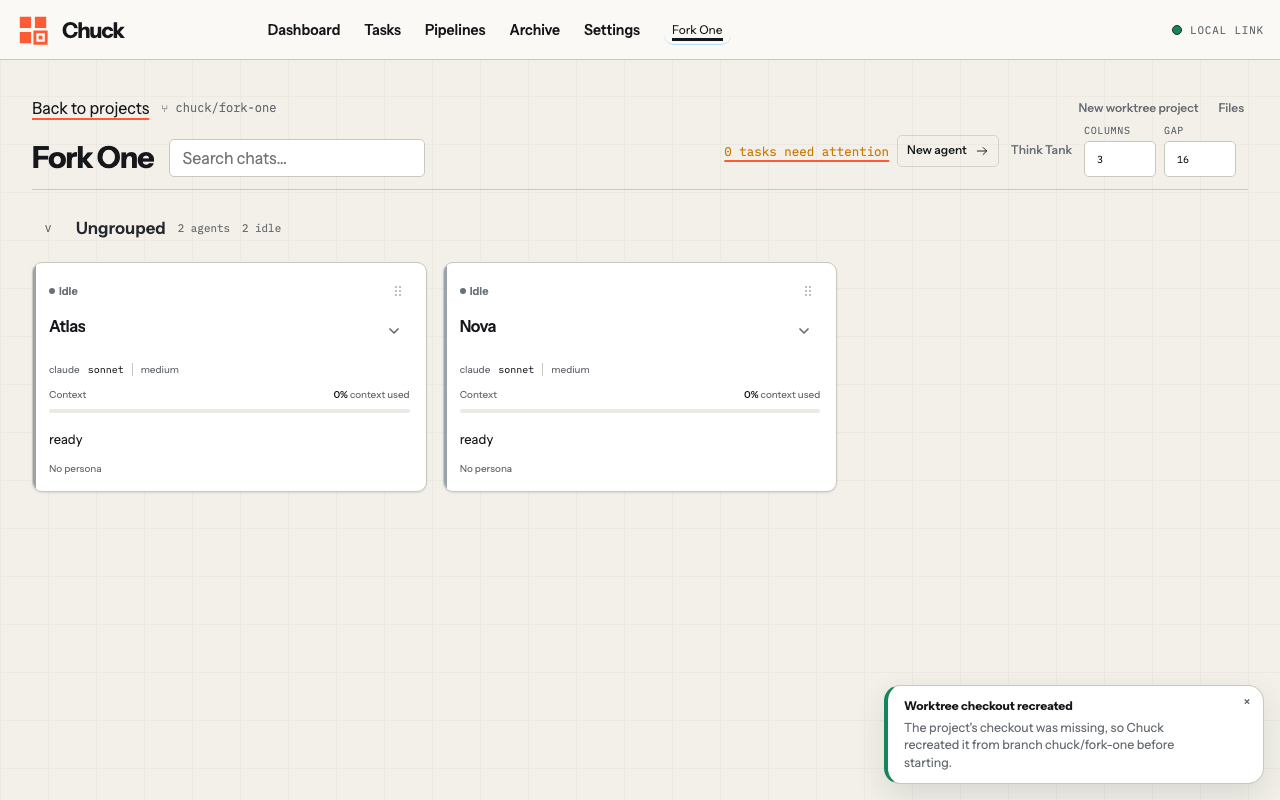 Chuck
Dashboard Tasks Pipelines Archive Settings Fork One
LOCAL LINK
Back to projects chuck/fork-one
New worktree project Files
Fork One
Search chats...
0 tasks need attention
New agent →
Think Tank
COLUMNS
3
GAP
16
v Ungrouped 2 agents 2 idle
Idle
Atlas
claude sonnet medium
Context 0% context used
ready
No persona
Idle
Nova
claude sonnet medium
Context 0% context used
ready
No persona
Worktree checkout recreated ×
The project's checkout was missing, so Chuck
recreated it from branch chuck/fork-one before
starting.